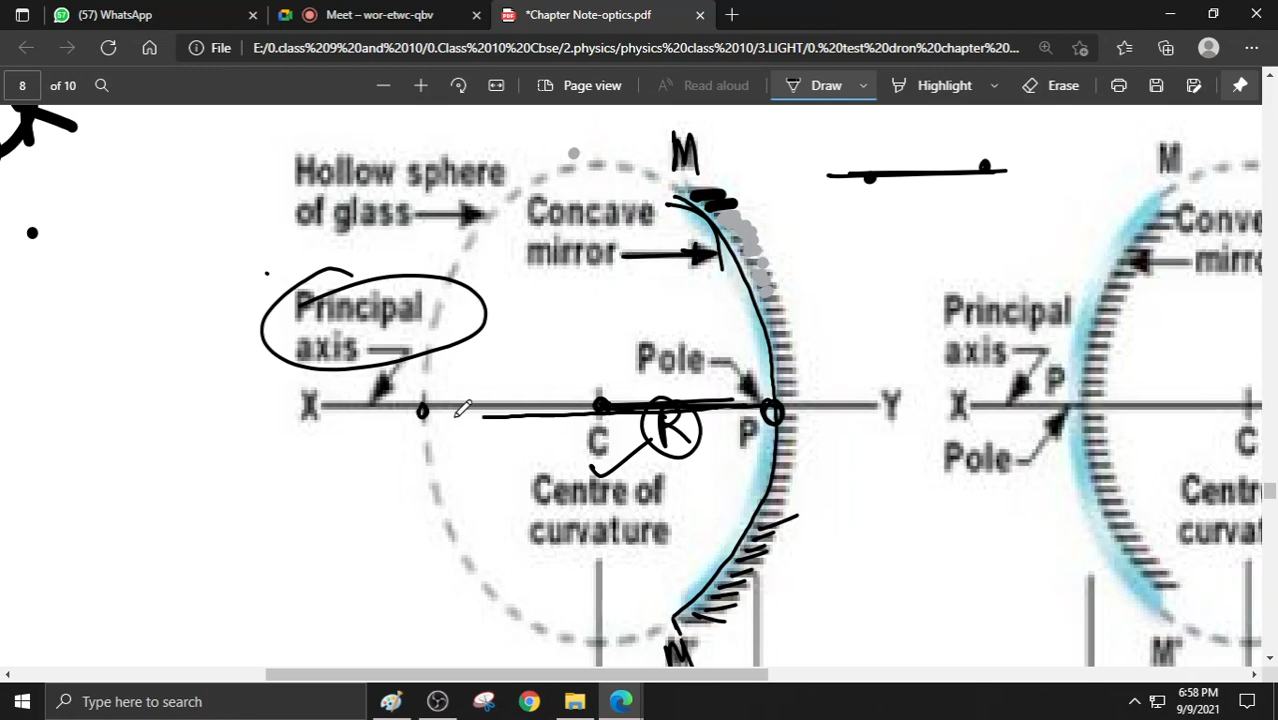 (57) WhatsApp
Meet – wor-etwc-qbv
*Chapter Note-optics.pdf
File
E:/0.class%209%20and%2010/0.Class%2010%20Cbse/2.physics/physics%20class%2010/3.LIGHT/0.%20test%20dron%20chapter%20...
8 of 10
Page view
Read aloud
Draw
Highlight
Erase
Hollow sphere
of glass
M
Concave
mirror
Principal
axis
Pole
X
Y
C
R
P
Centre of
curvature
M
M
Conve
mirro
Principal
axis
P
X
Pole
C
Centr
curvat
M'
Type here to search
6:58 PM
9/9/2021